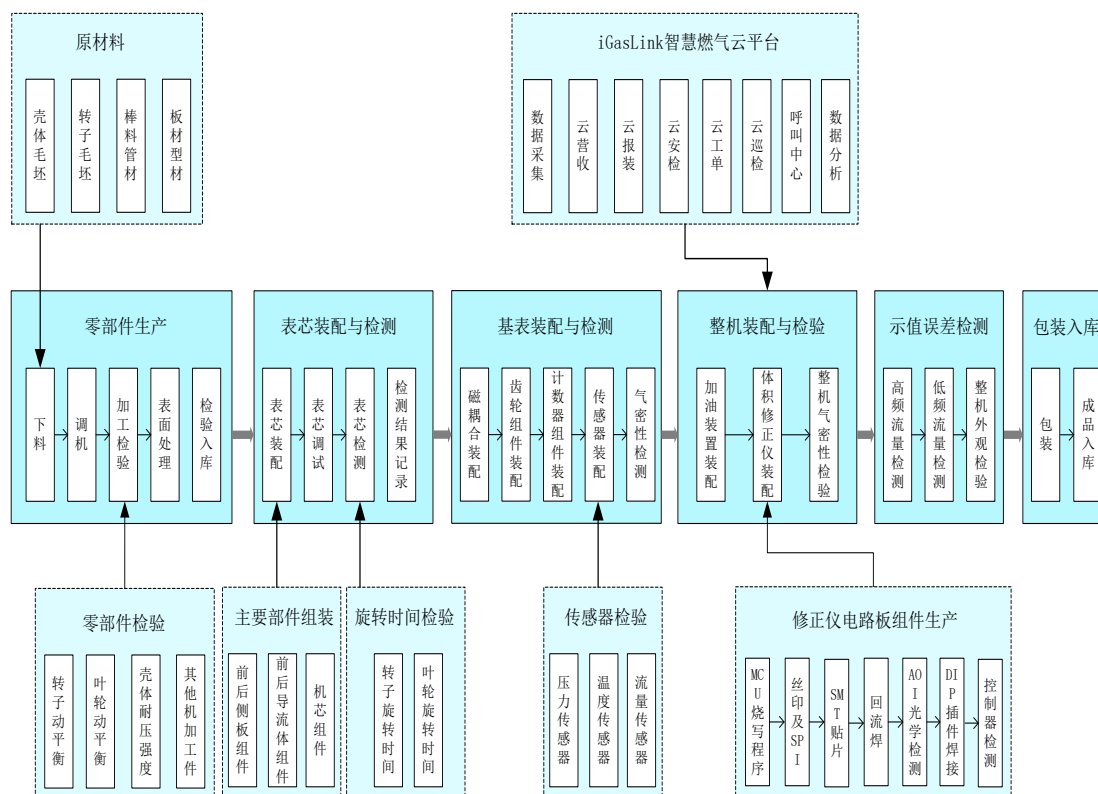 原材料
壳体毛坯
转子毛坯
棒料管材
板材型材
iGasLink智慧燃气云平台
数据采集
云营收
云报装
云安检
云工单
云巡检
呼叫中心
数据分析
零部件生产
下料
调机
加工检验
表面处理
检验入库
表芯装配与检测
表芯装配
表芯调试
表芯检测
检测结果记录
基表装配与检测
磁耦合装配
齿轮组件装配
计数器组件装配
传感器装配
气密性检测
整机装配与检验
加油装置装配
体积修正仪装配
整机气密性检验
示值误差检测
高频流量检测
低频流量检测
整机外观检验
包装入库
包装
成品入库
零部件检验
转子动平衡
叶轮动平衡
壳体耐压强度
其他机加工件
主要部件组装
前后侧板组件
前后导流体组件
机芯组件
旋转时间检验
转子旋转时间
叶轮旋转时间
传感器检验
压力传感器
温度传感器
流量传感器
修正仪电路板组件生产
MCU烧写程序
丝印及SPI
SMT贴片
回流焊
AOI光学检测
DIP插件焊接
控制器检测